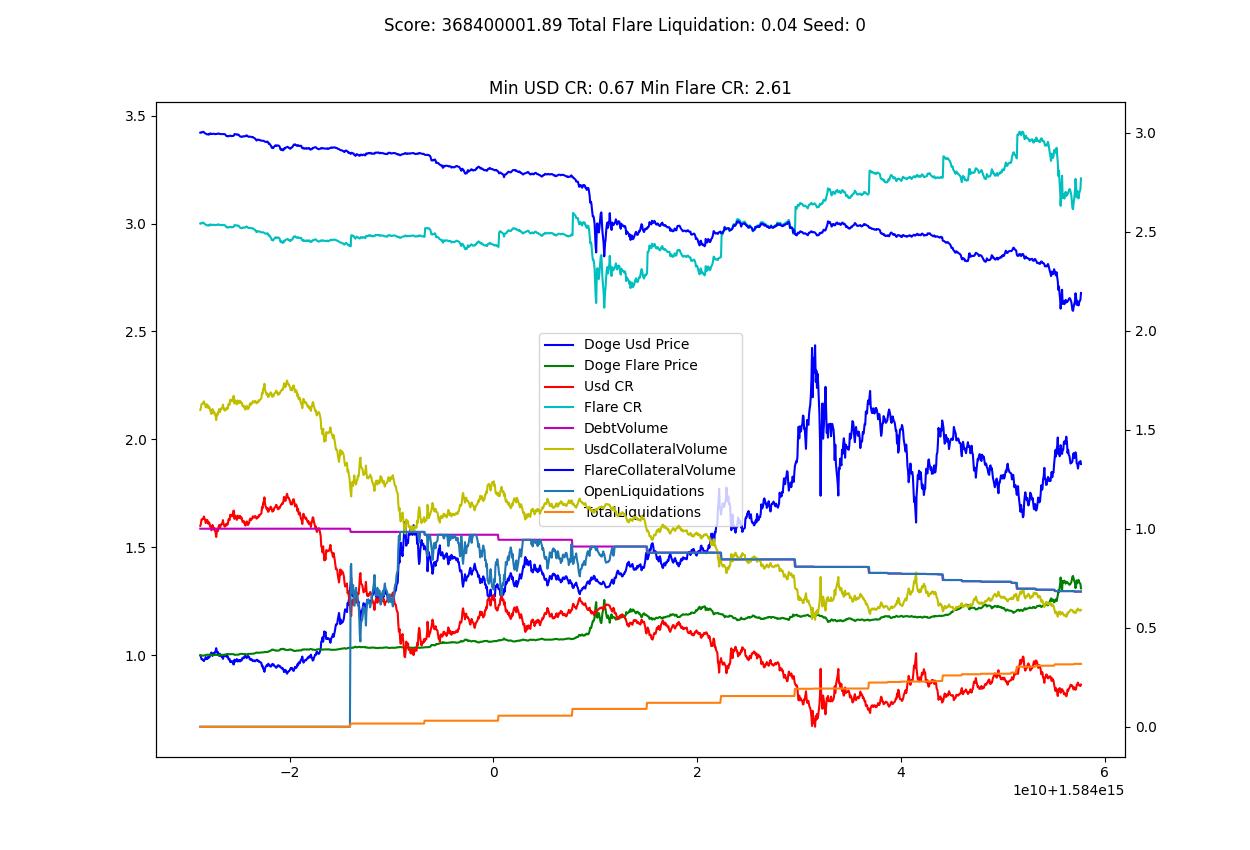 Score: 368400001.89 Total Flare Liquidation: 0.04 Seed: 0
Min USD CR: 0.67 Min Flare CR: 2.61
3.5
3.0
2.5
2.0
1.5
1.0
3.0
2.5
2.0
1.5
1.0
0.5
0.0
Doge Usd Price
Doge Flare Price
Usd CR
Flare CR
DebtVolume
UsdCollateralVolume
FlareCollateralVolume
OpenLiquidations
TotalLiquidations
−2
0
2
4
6
1e10+1.584e15